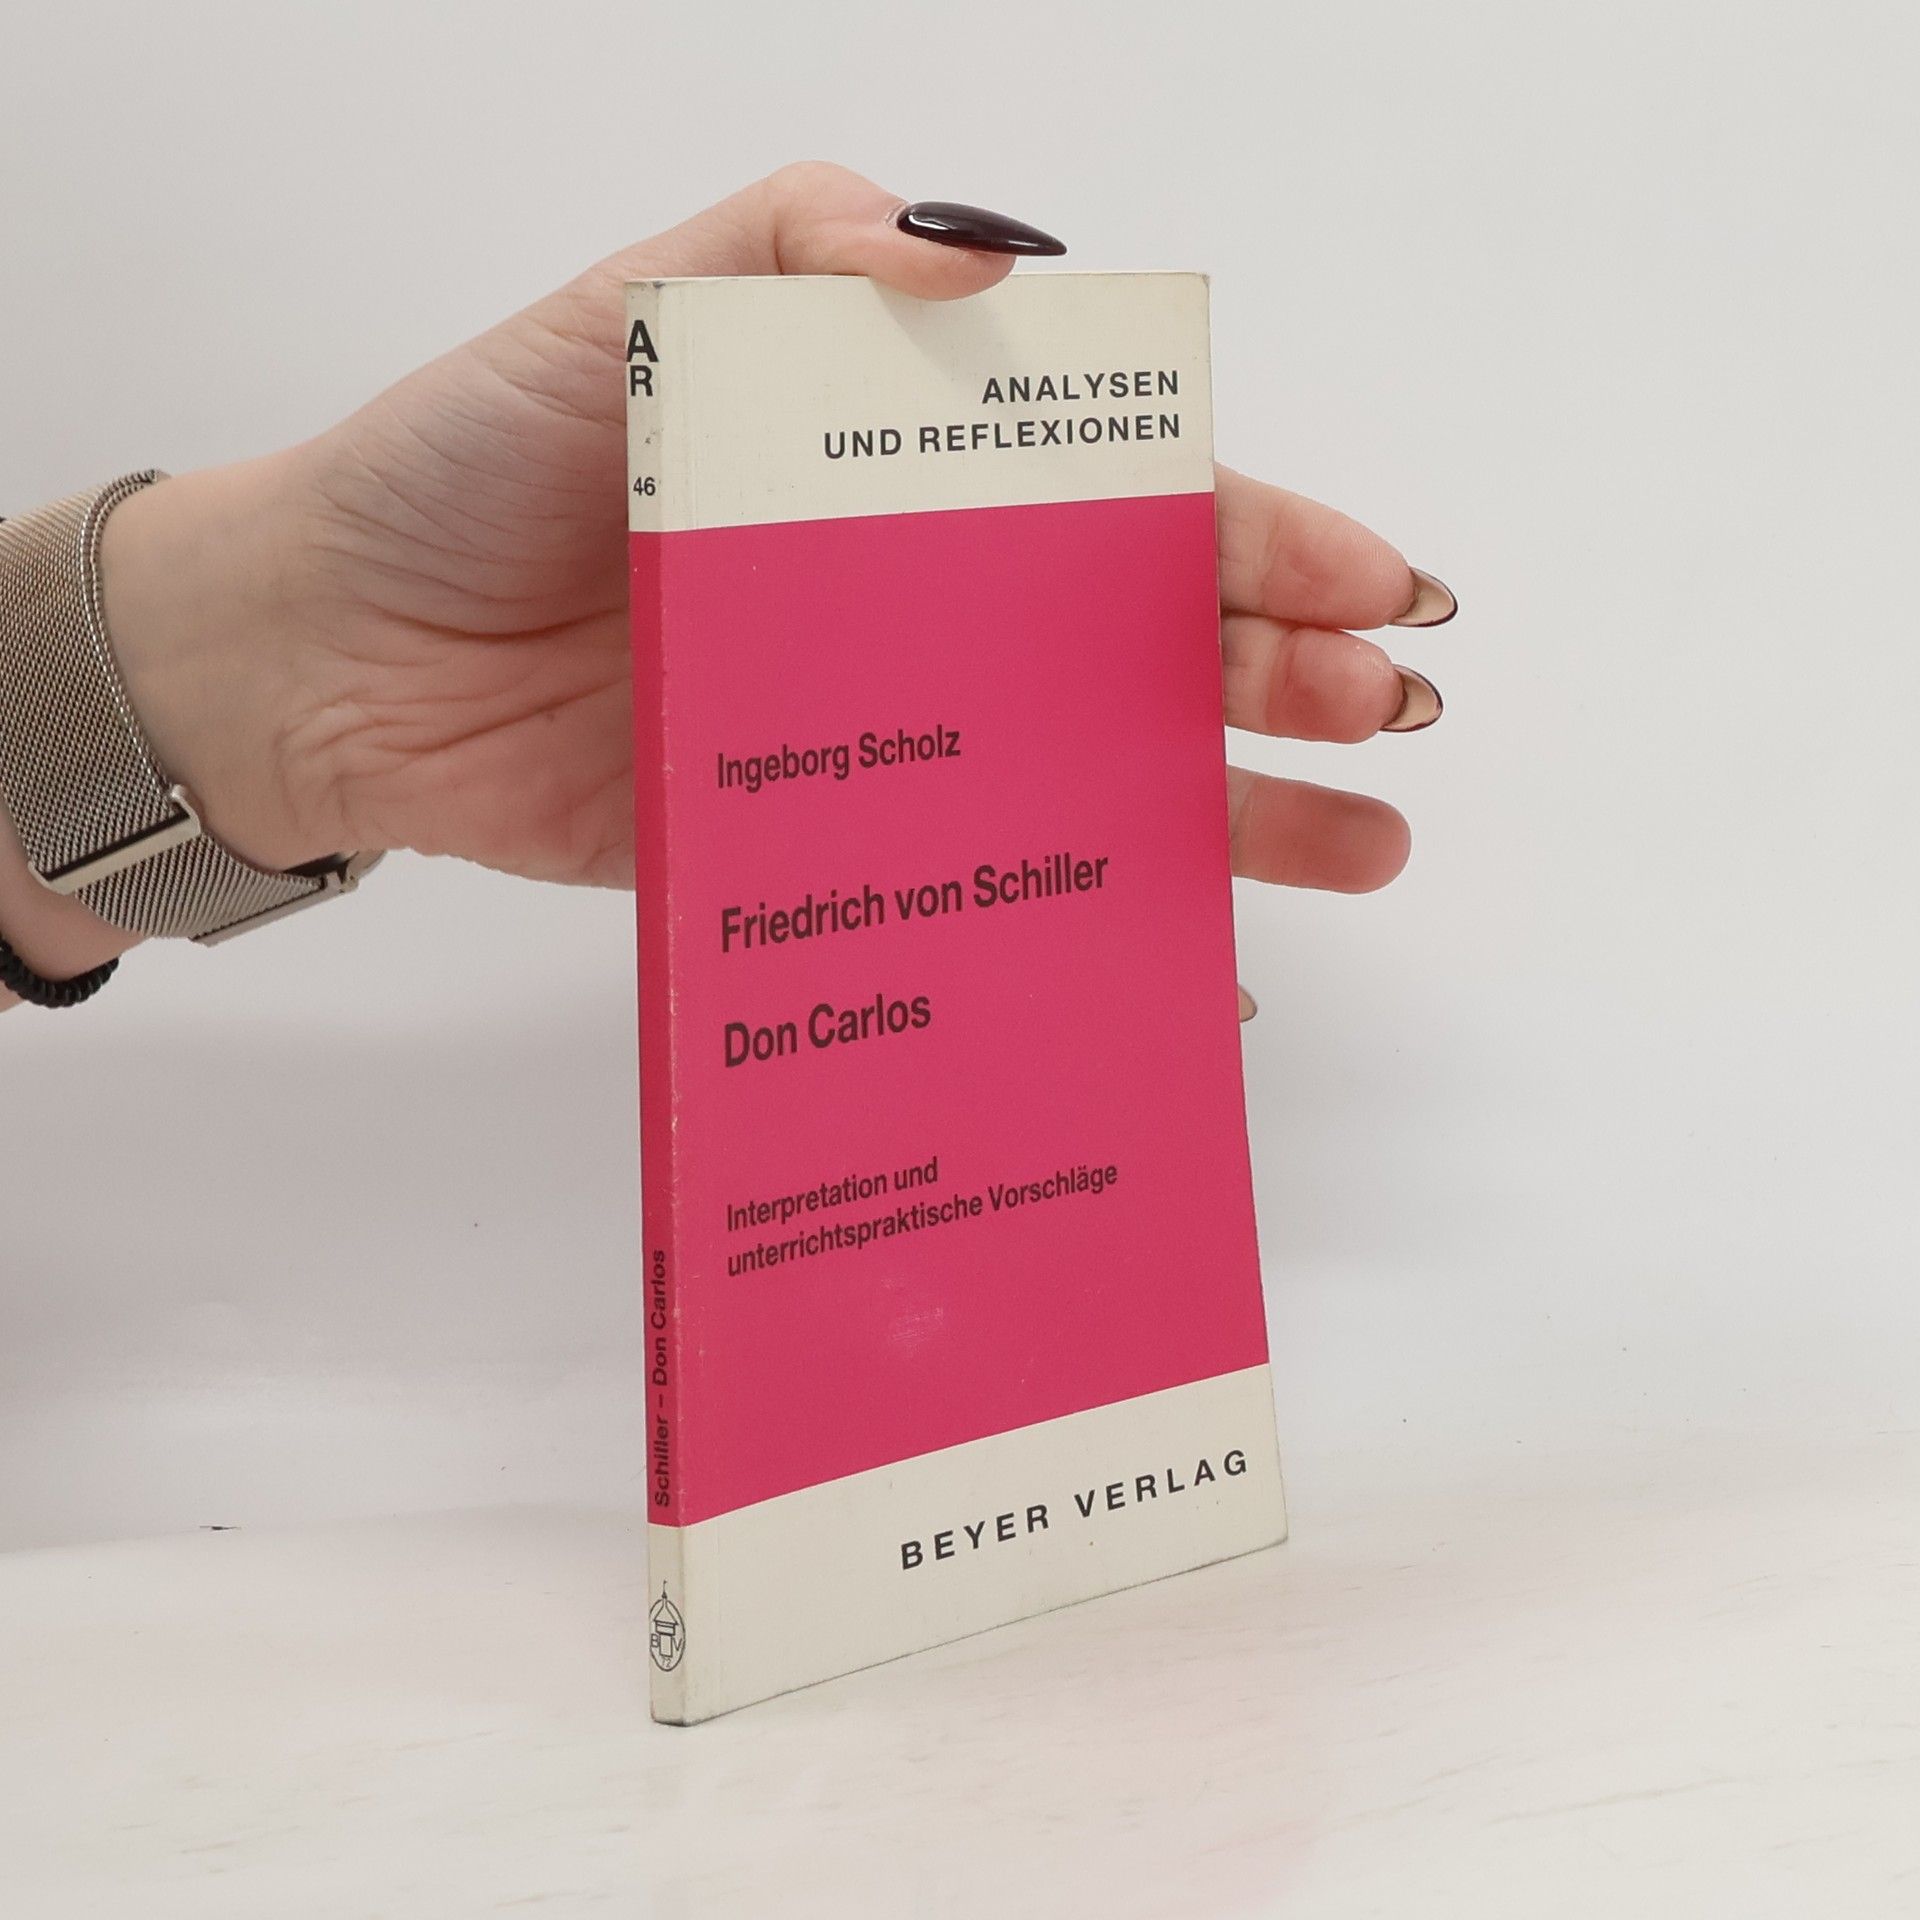 A
R
46
Schiller – Don Carlos
B V
72
ANALYSEN
UND REFLEXIONEN
Ingeborg Scholz
Friedrich von Schiller
Don Carlos
Interpretation und
unterrichtspraktische Vorschläge
BEYER VERLAG